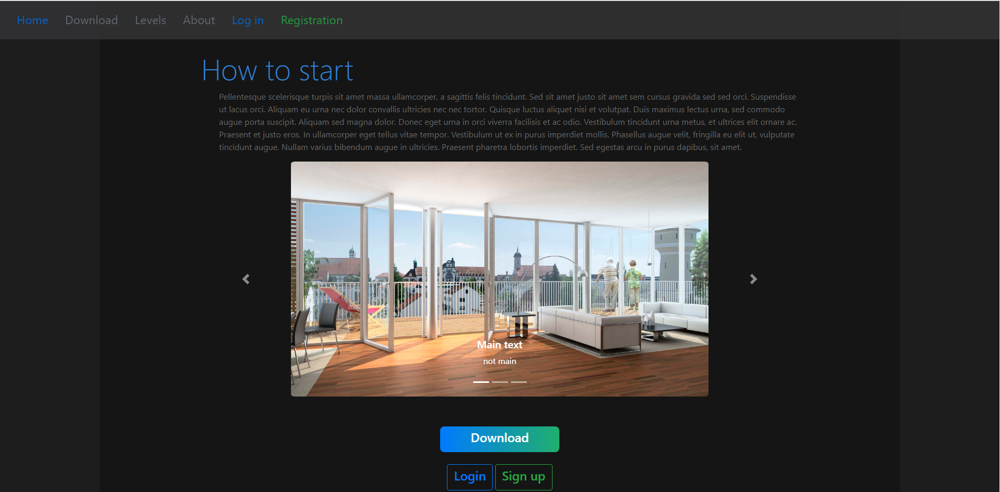 Home Download Levels About Log in Registration
How to start
Pellentesque scelerisque turpis sit amet massa ullamcorper, a sagittis felis tincidunt. Sed sit amet justo sit amet sem cursus gravida sed sed orci. Suspendisse
ut lacus orci. Aliquam eu urna nec dolor convallis ultricies nec nec tortor. Quisque luctus aliquet nisi et volutpat. Duis maximus lectus urna, sed commodo
augue porta suscipit. Aliquam sed magna dolor. Donec eget urna in orci viverra facilisis et ac odio. Vestibulum tincidunt urna metus, et ultrices elit ornare ac.
Praesent et justo eros. In ullamcorper eget tellus vitae tempor. Vestibulum ut ex in purus imperdiet mollis. Phasellus augue velit, fringilla eu elit ut, vulputate
tincidunt augue. Nullam varius bibendum augue in ultricies. Praesent pharetra lobortis imperdiet. Sed egestas arcu in purus dapibus, sit amet.
Main text
not main
Download
Login Sign up